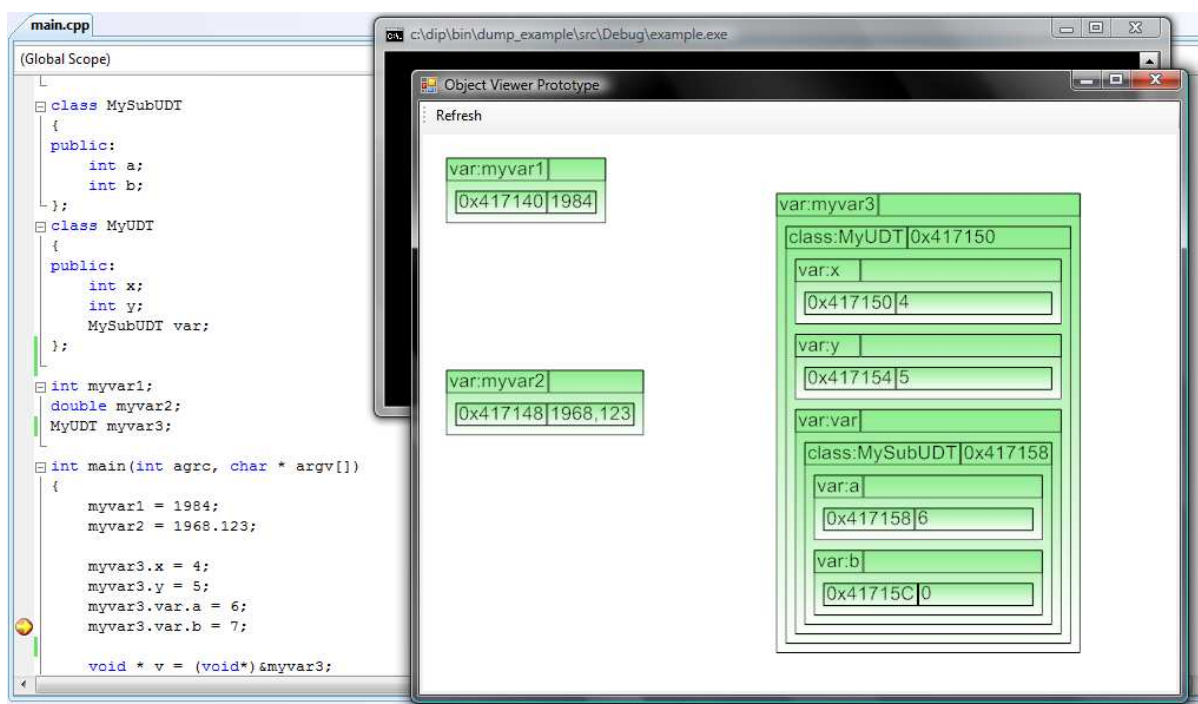 main.cpp
(Global Scope)
class MySubUDT
{
public:
int a;
int b;
};
class MyUDT
{
public:
int x;
int y;
MySubUDT var;
};
int myvar1;
double myvar2;
MyUDT myvar3;
int main(int agrc, char * argv[])
{
myvar1 = 1984;
myvar2 = 1968.123;
myvar3.x = 4;
myvar3.y = 5;
myvar3.var.a = 6;
myvar3.var.b = 7;
void * v = (void*)&myvar3;
c:\dip\bin\dump_example\src\Debug\example.exe
Object Viewer Prototype
Refresh
var:myvar1
0x417140 1984
var:myvar2
0x417148 1968,123
var:myvar3
class:MyUDT 0x417150
var:x
0x417150 4
var:y
0x417154 5
var:var
class:MySubUDT 0x417158
var:a
0x417158 6
var:b
0x41715C 0